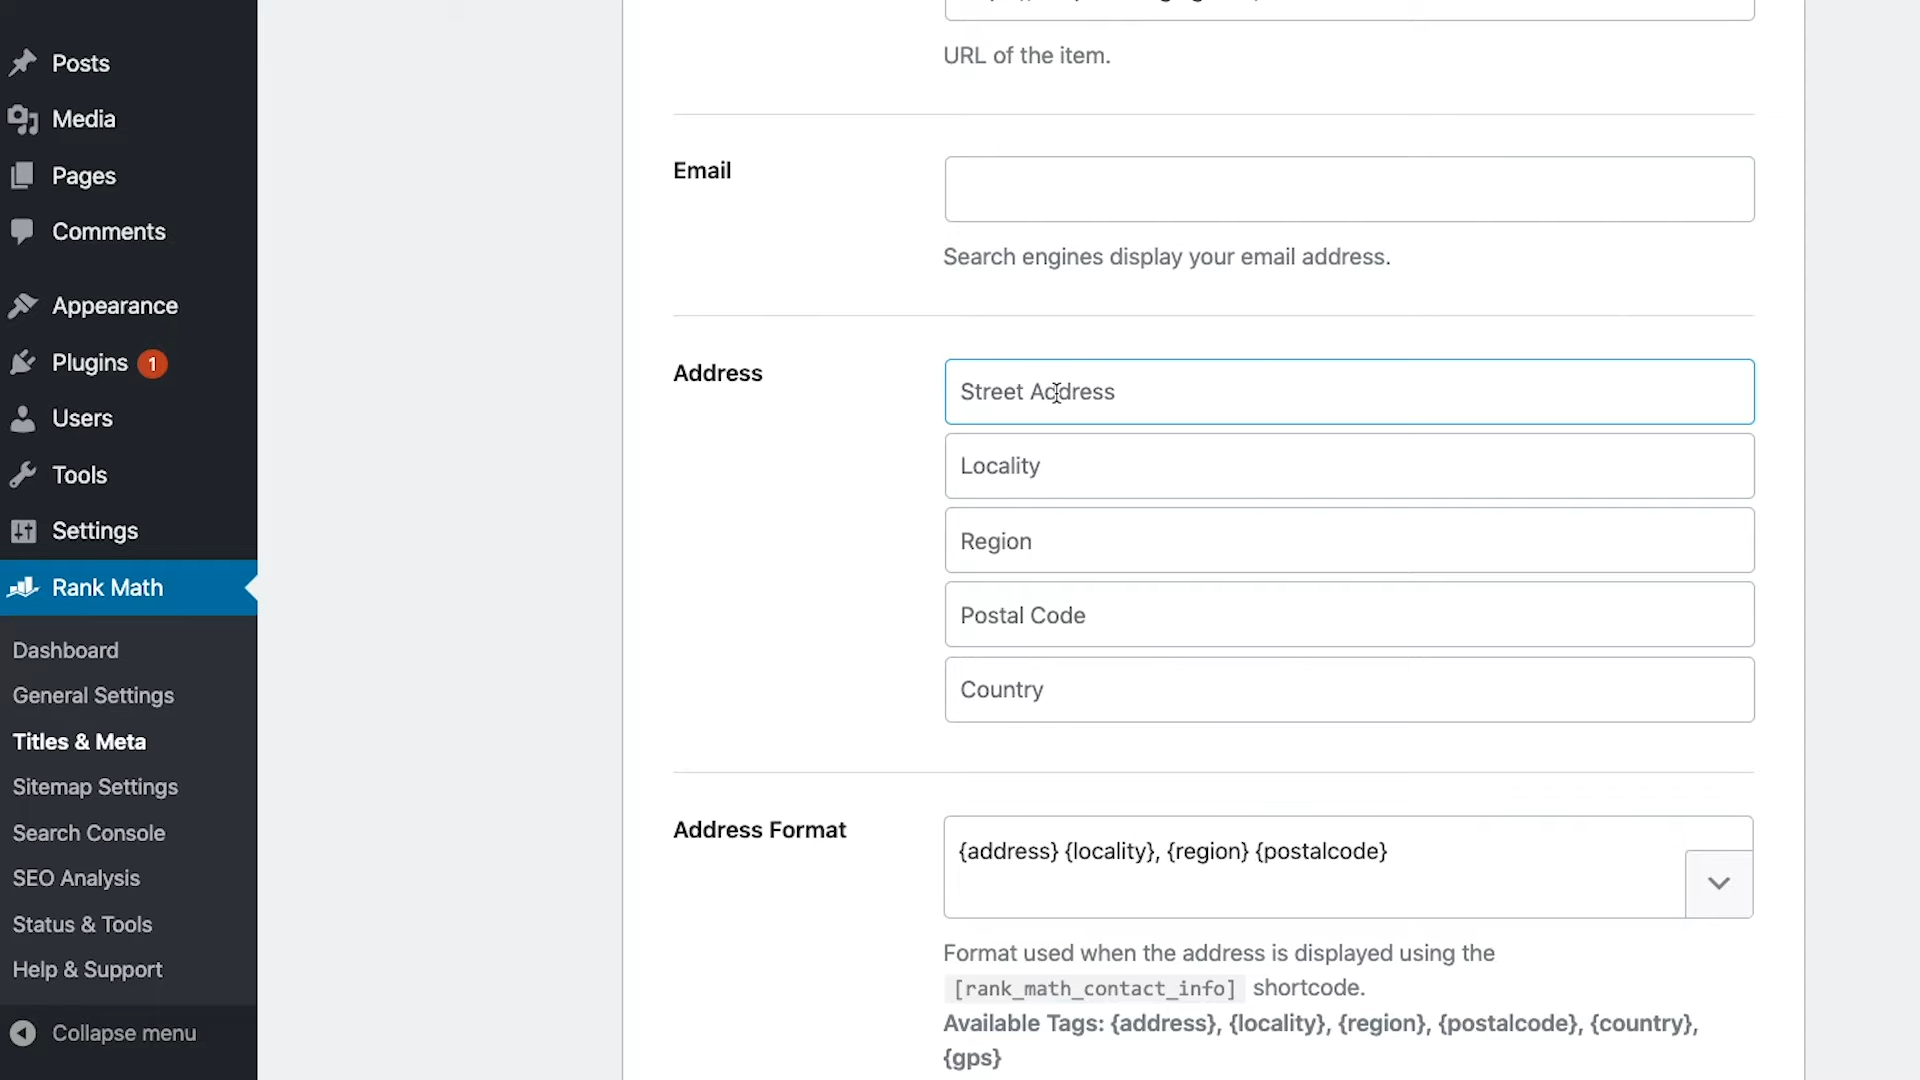 Posts
Media
Pages
Comments
Appearance
Plugins 1
Users
Tools
Settings
Rank Math
Dashboard
General Settings
Titles & Meta
Sitemap Settings
Search Console
SEO Analysis
Status & Tools
Help & Support
Collapse menu
URL of the item.
Email
Search engines display your email address.
Address
Street Address
Locality
Region
Postal Code
Country
Address Format
{address} {locality}, {region} {postalcode}
Format used when the address is displayed using the
[rank_math_contact_info] shortcode.
Available Tags: {address}, {locality}, {region}, {postalcode}, {country},
{gps}